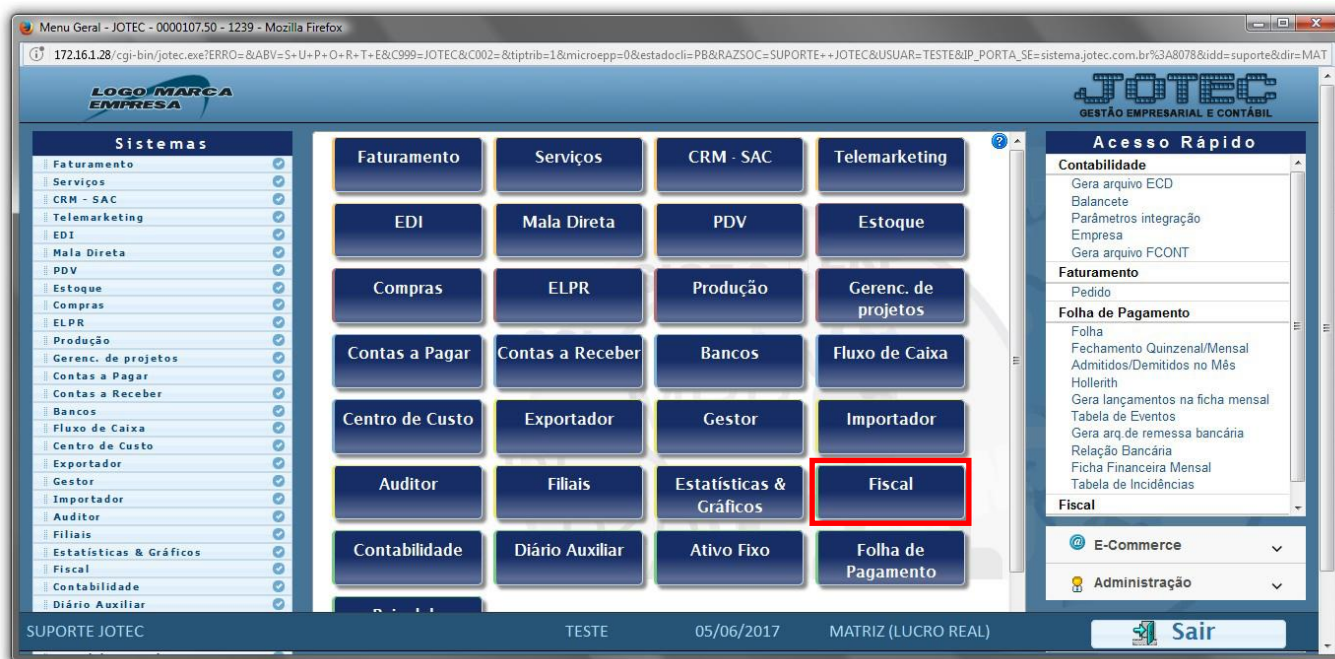 Menu Geral - JOTEC - 0000107.50 - 1239 - Mozilla Firefox
172.16.1.28/cgi-bin/jotec.exe?ERRO=&ABV=S+U+P+O+R+T+E&C999=JOTEC&C002=&tiptrib=1&microepp=0&estadocli=PB&RAZSOC=SUPORTE++JOTEC&USUAR=TESTE&IP_PORTA_SE=sistema.jotec.com.br%3A8078&idd=suporte&dir=MAT
LOGO MARCA
EMPRESA
JOTEC
GESTÃO EMPRESARIAL E CONTÁBIL
Sistemas
Faturamento
Serviços
CRM - SAC
Telemarketing
EDI
Mala Direta
PDV
Estoque
Compras
ELPR
Produção
Gerenc. de projetos
Contas a Pagar
Contas a Receber
Bancos
Fluxo de Caixa
Centro de Custo
Exportador
Gestor
Importador
Auditor
Filiais
Estatísticas & Gráficos
Fiscal
Contabilidade
Diário Auxiliar
Faturamento
Serviços
CRM - SAC
Telemarketing
EDI
Mala Direta
PDV
Estoque
Compras
ELPR
Produção
Gerenc. de
projetos
Contas a Pagar
Contas a Receber
Bancos
Fluxo de Caixa
Centro de Custo
Exportador
Gestor
Importador
Auditor
Filiais
Estatísticas &
Gráficos
Fiscal
Contabilidade
Diário Auxiliar
Ativo Fixo
Folha de
Pagamento
Acesso Rápido
Contabilidade
Gera arquivo ECD
Balancete
Parâmetros integração
Empresa
Gera arquivo FCONT
Faturamento
Pedido
Folha de Pagamento
Folha
Fechamento Quinzenal/Mensal
Admitidos/Demitidos no Mês
Hollerith
Gera lançamentos na ficha mensal
Tabela de Eventos
Gera arq.de remessa bancária
Relação Bancária
Ficha Financeira Mensal
Tabela de Incidências
Fiscal
E-Commerce
Administração
SUPORTE JOTEC
TESTE
05/06/2017
MATRIZ (LUCRO REAL)
Sair